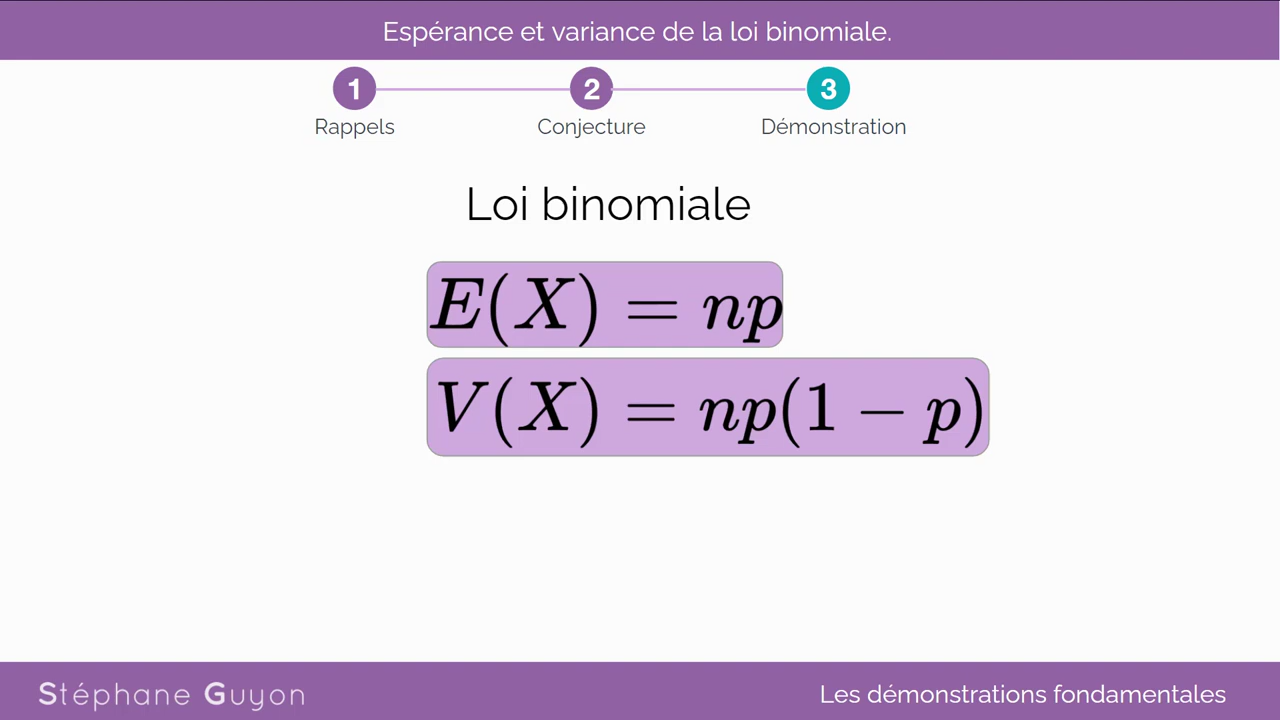 Espérance et variance de la loi binomiale.
1 2 3
Rappels Conjecture Démonstration
Loi binomiale
E(X) = np
V(X) = np(1 − p)
Stéphane Guyon Les démonstrations fondamentales